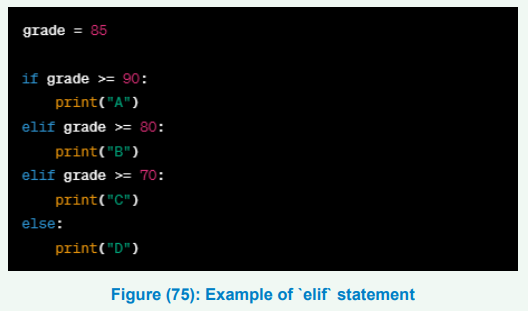 grade = 85
if grade >= 90:
    print("A")
elif grade >= 80:
    print("B")
elif grade >= 70:
    print("C")
else:
    print("D")
Figure (75): Example of `elif` statement